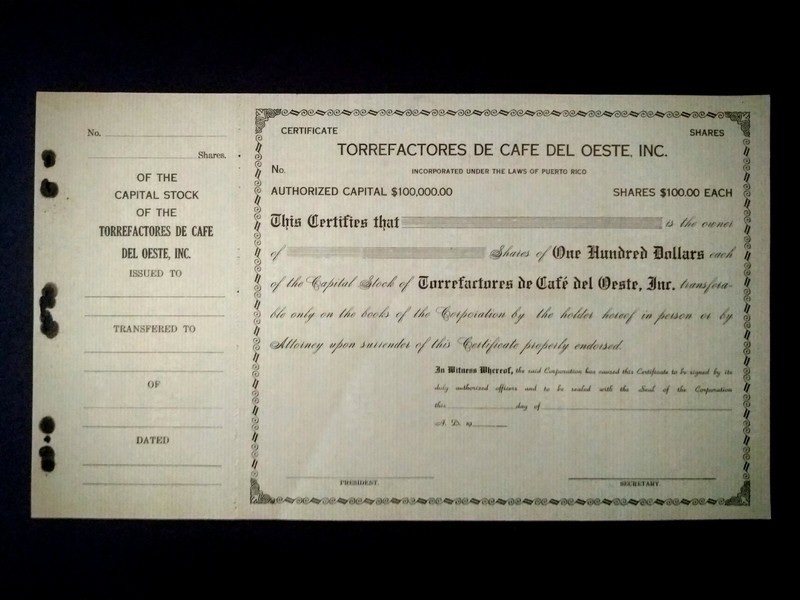 No.
Shares.
OF THE
CAPITAL STOCK
OF THE
TORREFACTORES DE CAFE
DEL OESTE, INC.
ISSUED TO
TRANSFERED TO
OF
DATED
CERTIFICATE SHARES
TORREFACTORES DE CAFE DEL OESTE, INC.
No. INCORPORATED UNDER THE LAWS OF PUERTO RICO
AUTHORIZED CAPITAL $100,000.00 SHARES $100.00 EACH
This Certifies that is the owner
of Shares of One Hundred Dollars each
of the Capital Stock of Torrefactores de Café del Oeste, Inc. transfera-
ble only on the books of the Corporation by the holder hereof in person or by
Attorney upon surrender of this Certificate properly endorsed.
In Witness Whereof, the said Corporation has caused this Certificate to be signed by its
duly authorized officers and to be sealed with the Seal of the Corporation
this day of
A. D. 19
PRESIDENT SECRETARY